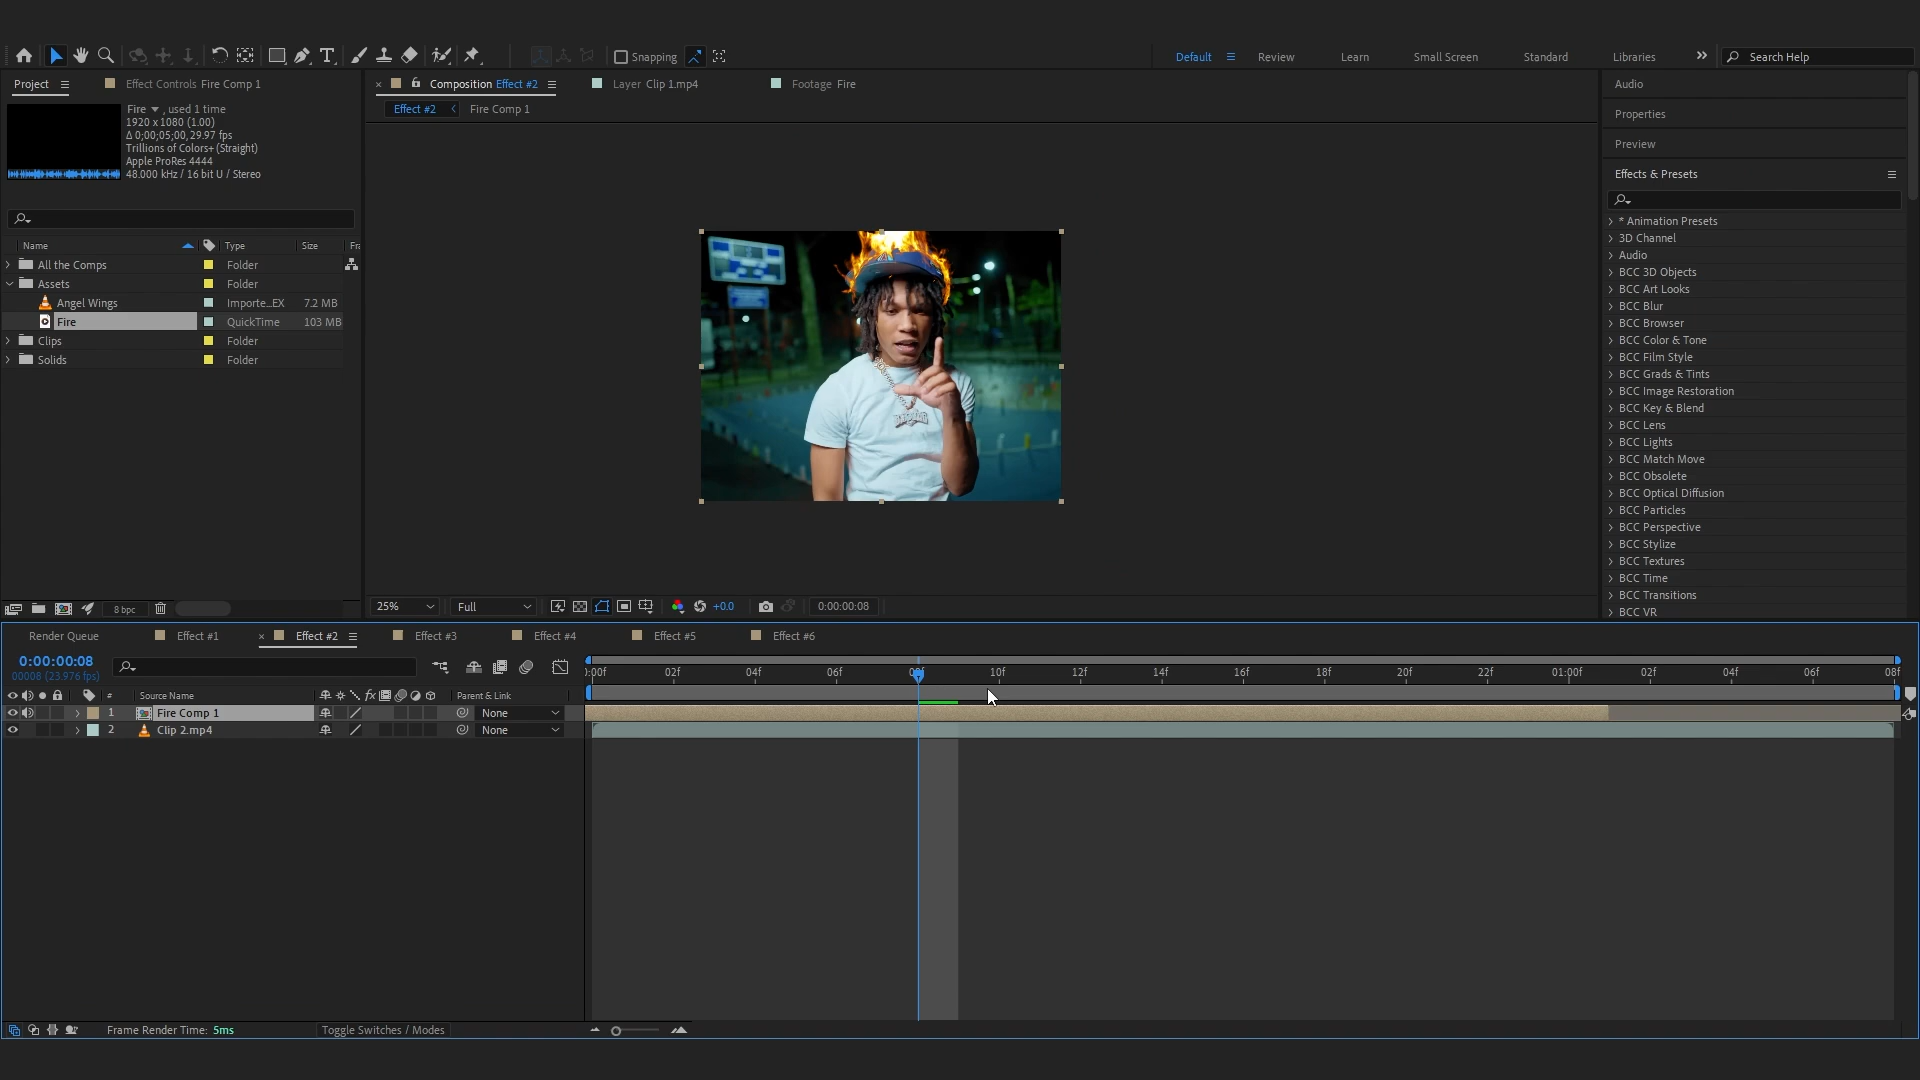 Snapping
Default
Review
Learn
Small Screen
Standard
Libraries
Search Help
Project
Effect Controls Fire Comp 1
Composition Effect #2
Layer Clip 1.mp4
Footage Fire
Audio
Fire , used 1 time
1920 x 1080 (1.00)
Δ 0;00;05;00, 29.97 fps
Trillions of Colors+ (Straight)
Apple ProRes 4444
48.000 kHz / 16 bit U / Stereo
Effect #2
Fire Comp 1
Properties
Preview
Effects & Presets
Name Type Size Fr
All the Comps Folder
Assets Folder
Angel Wings Importe...EX 7.2 MB
Fire QuickTime 103 MB
Clips Folder
Solids Folder
* Animation Presets
3D Channel
Audio
BCC 3D Objects
BCC Art Looks
BCC Blur
BCC Browser
BCC Color & Tone
BCC Film Style
BCC Grads & Tints
BCC Image Restoration
BCC Key & Blend
BCC Lens
BCC Lights
BCC Match Move
BCC Obsolete
BCC Optical Diffusion
BCC Particles
BCC Perspective
BCC Stylize
BCC Textures
BCC Time
BCC Transitions
BCC VR
8 bpc
25%
Full
+0.0
0:00:00:08
Render Queue
Effect #1
Effect #2
Effect #3
Effect #4
Effect #5
Effect #6
0:00:00:08
00008 (23.976 fps)
:00f 02f 04f 06f 10f 12f 14f 16f 18f 20f 22f 01:00f 02f 04f 06f 08f
# Source Name fx Parent & Link
1 Fire Comp 1 None
2 Clip 2.mp4 None
Frame Render Time: 5ms
Toggle Switches / Modes